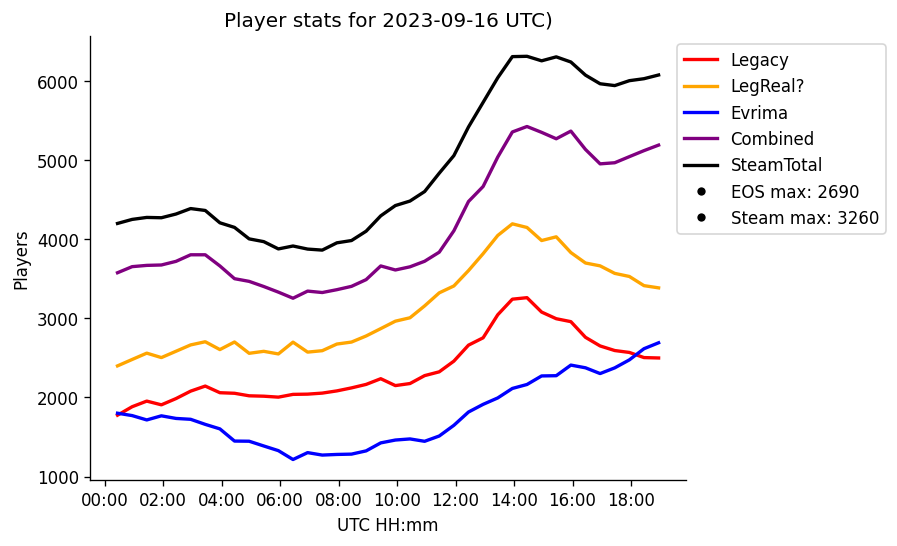 Player stats for 2023-09-16 UTC)
Players
6000
5000
4000
3000
2000
1000
00:00 02:00 04:00 06:00 08:00 10:00 12:00 14:00 16:00 18:00
UTC HH:mm
Legacy
LegReal?
Evrima
Combined
SteamTotal
EOS max: 2690
Steam max: 3260